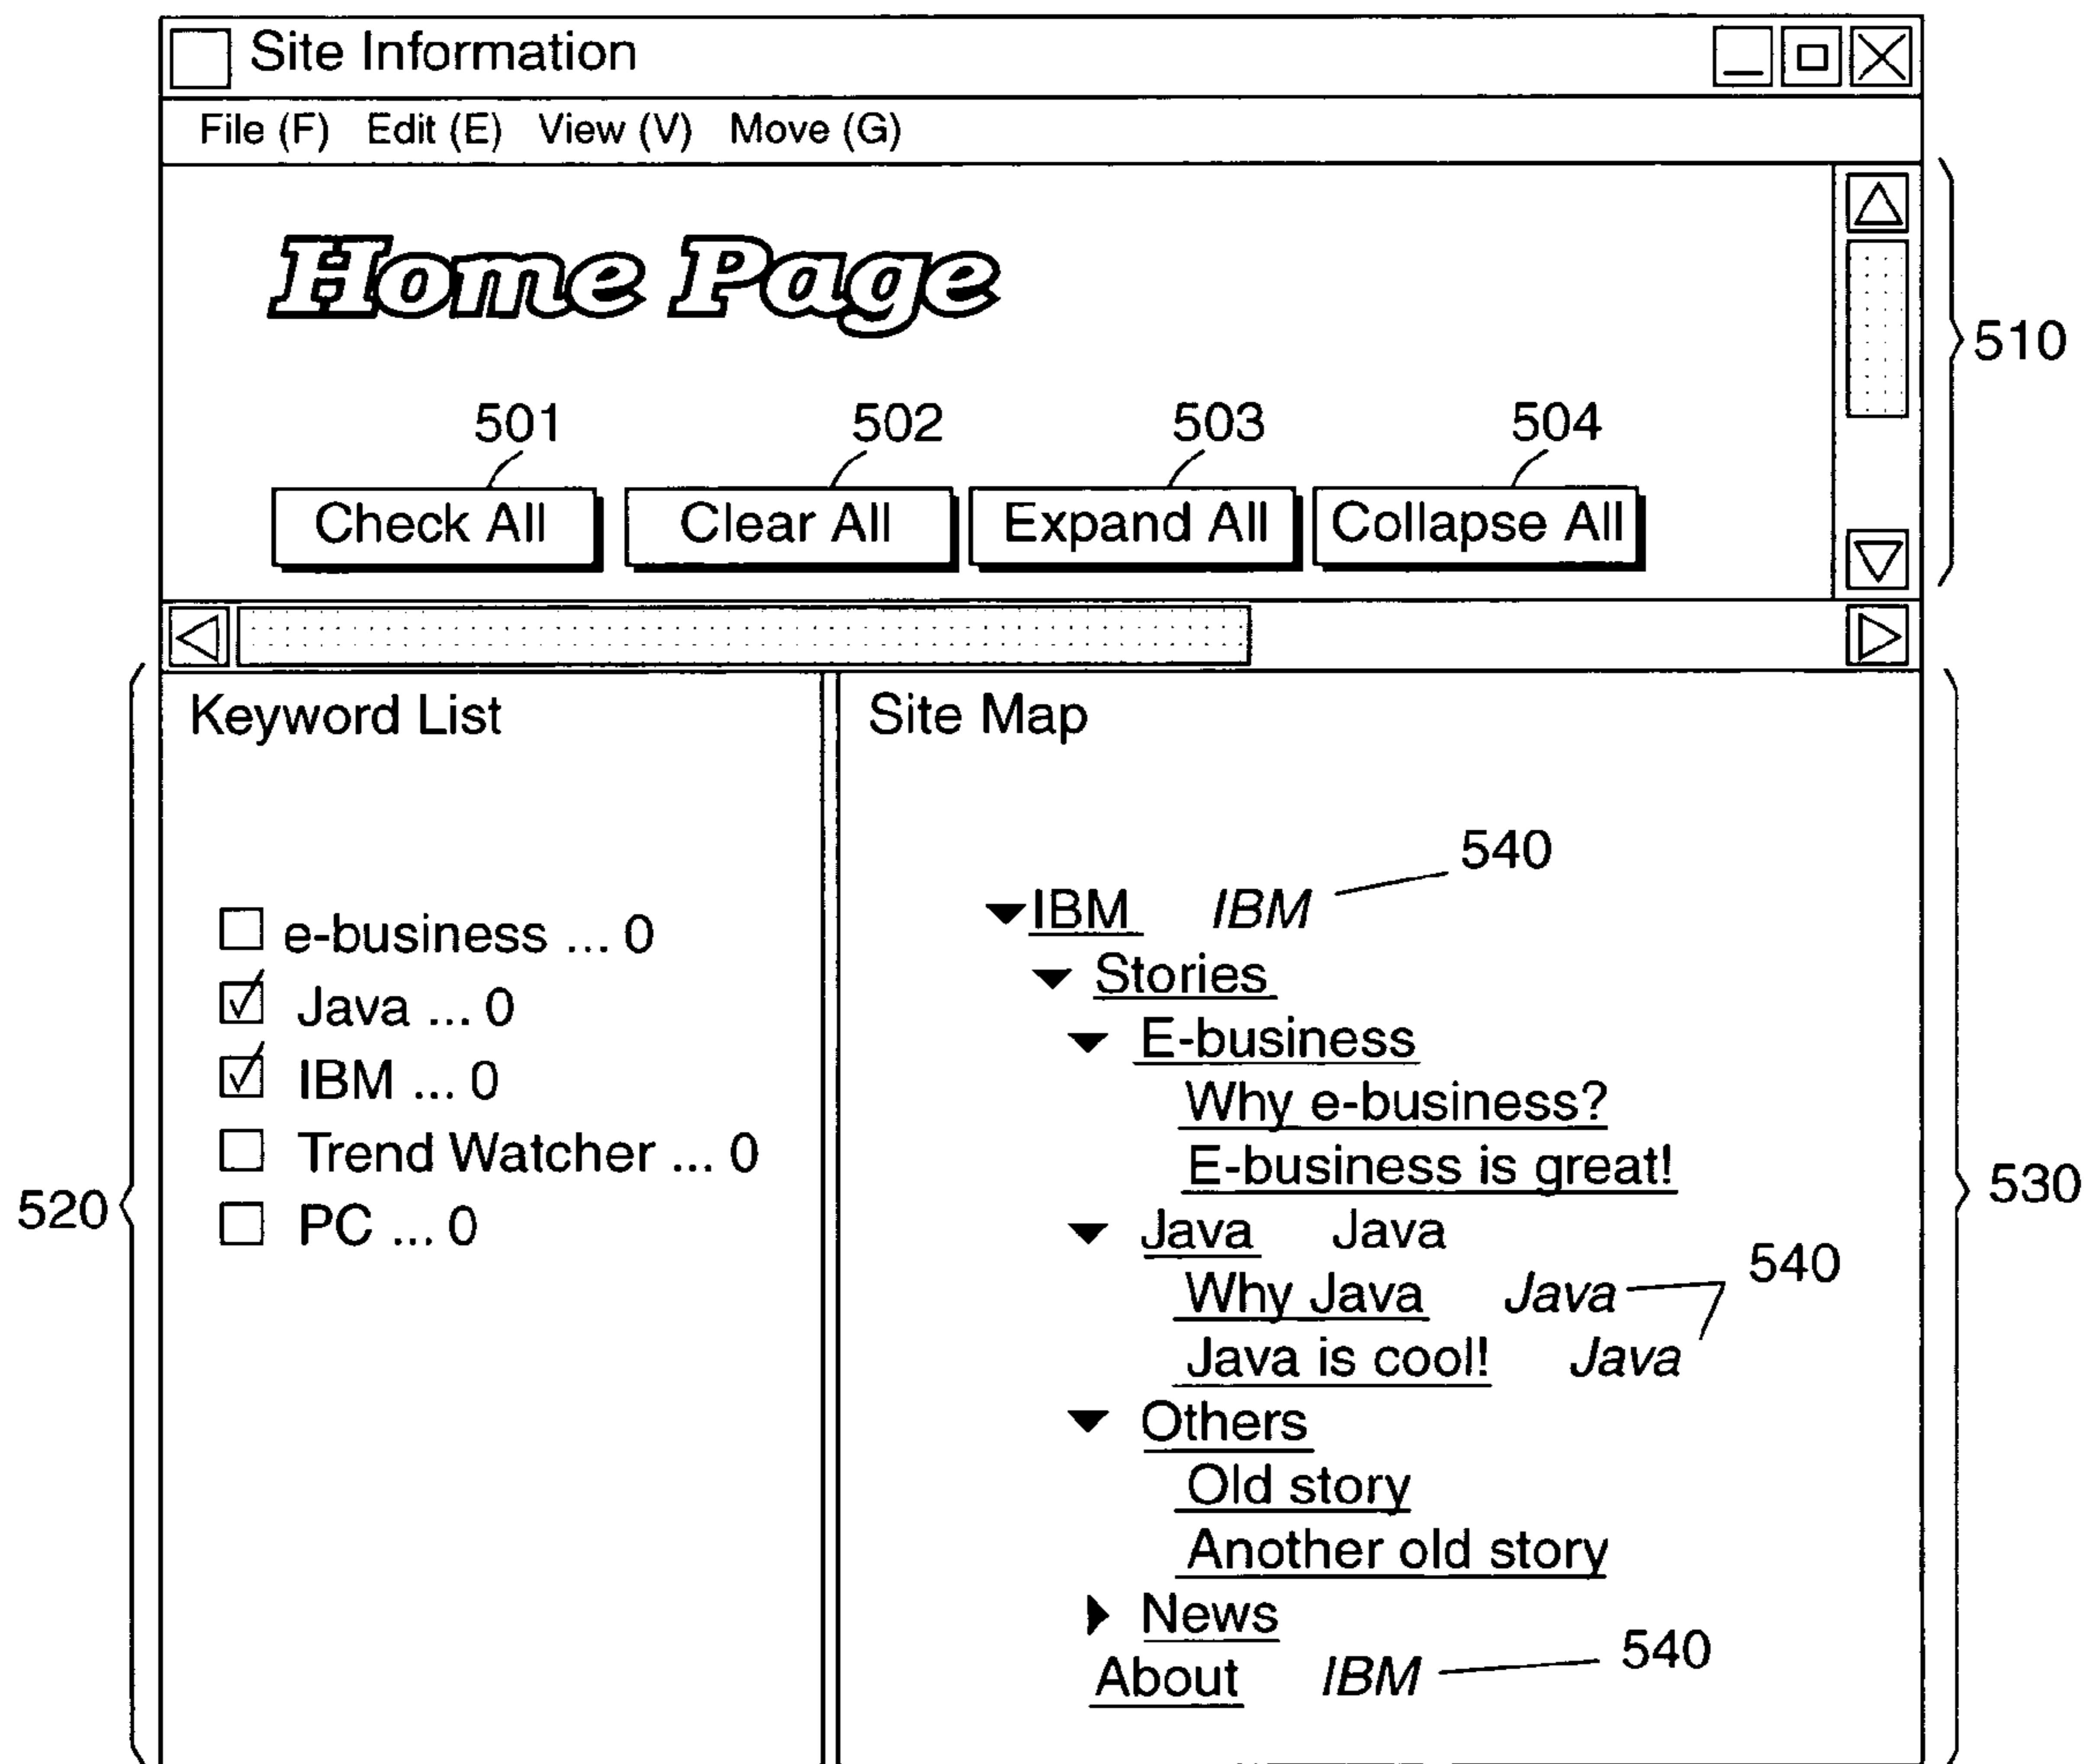 Site Information
File (F) Edit (E) View (V) Move (G)
Home Page
510
501 502 503 504
Check All Clear All Expand All Collapse All
Keyword List
e-business ... 0
Java ... 0
IBM ... 0
Trend Watcher ... 0
PC ... 0
520
Site Map
540
IBM IBM
Stories
E-business
Why e-business?
E-business is great!
530
Java Java
540
Why Java Java
Java is cool! Java
Others
Old story
Another old story
News
540
About IBM